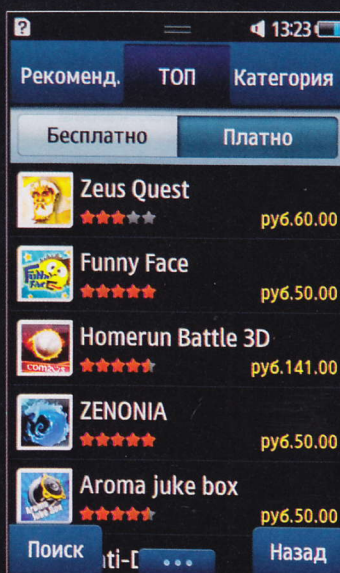 13:23
Рекоменд. ТОП Категория
Бесплатно Платно
Zeus Quest
руб.60.00
Funny Face
руб.50.00
Homerun Battle 3D
руб.141.00
ZENONIA
руб.50.00
Aroma juke box
руб.50.00
Поиск ... Назад